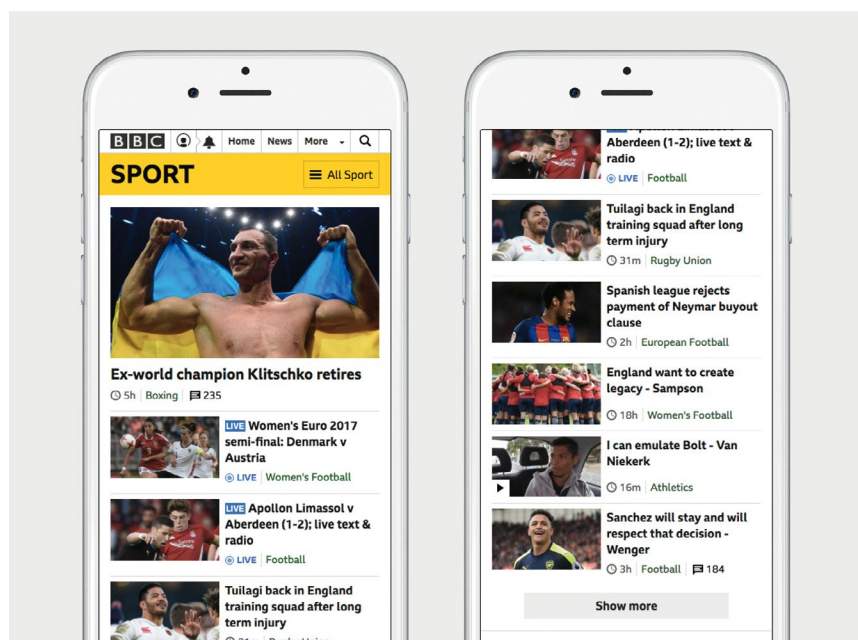 BBC Home News More
SPORT All Sport
Ex-world champion Klitschko retires
5h Boxing 235
LIVE Women's Euro 2017
semi-final: Denmark v
Austria
LIVE Women's Football
LIVE Apollon Limassol v
Aberdeen (1-2); live text &
radio
LIVE Football
Tuilagi back in England
training squad after long
term injury
Aberdeen (1-2); live text &
radio
LIVE Football
Tuilagi back in England
training squad after long
term injury
31m Rugby Union
Spanish league rejects
payment of Neymar buyout
clause
2h European Football
England want to create
legacy - Sampson
18h Women's Football
I can emulate Bolt - Van
Niekerk
16m Athletics
Sanchez will stay and will
respect that decision -
Wenger
3h Football 184
Show more